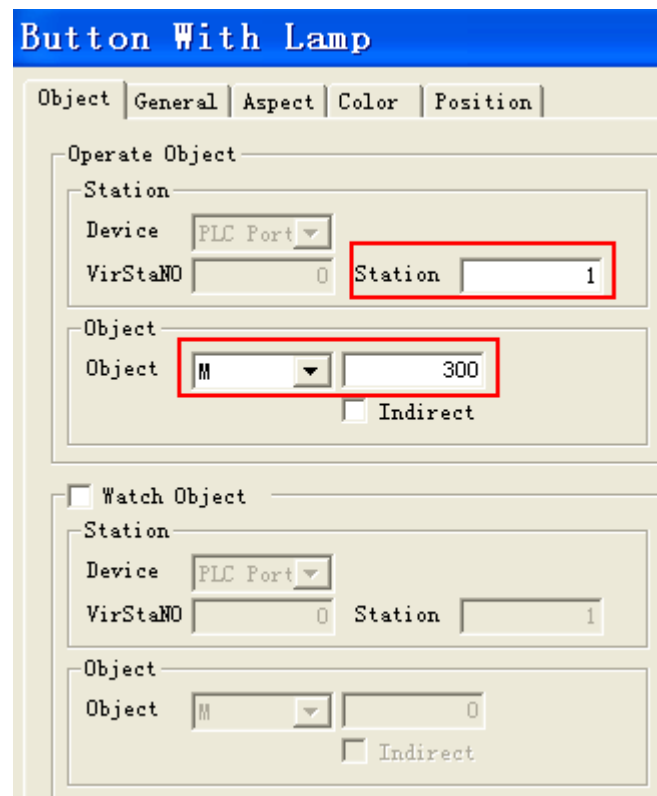 Button With Lamp
Object General Aspect Color Position
Operate Object
Station
Device PLC Port
VirStaNO 0 Station 1
Object
Object M 300
Indirect
Watch Object
Station
Device PLC Port
VirStaNO 0 Station 1
Object
Object M 0
Indirect